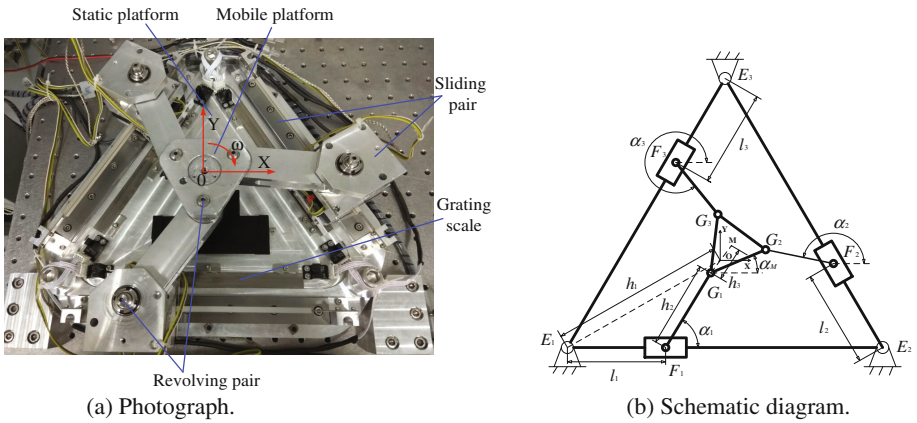 Static platform
Mobile platform
Sliding pair
Y
ω
X
0
Grating scale
Revolving pair
(a) Photograph.
E₃
α₃
F₃
l₃
G₃
Y
M
G₂
α₂
F₂
O
X
α_M
h₁
h₂
G₁
h₃
l₂
E₁
α₁
E₂
l₁
F₁
(b) Schematic diagram.